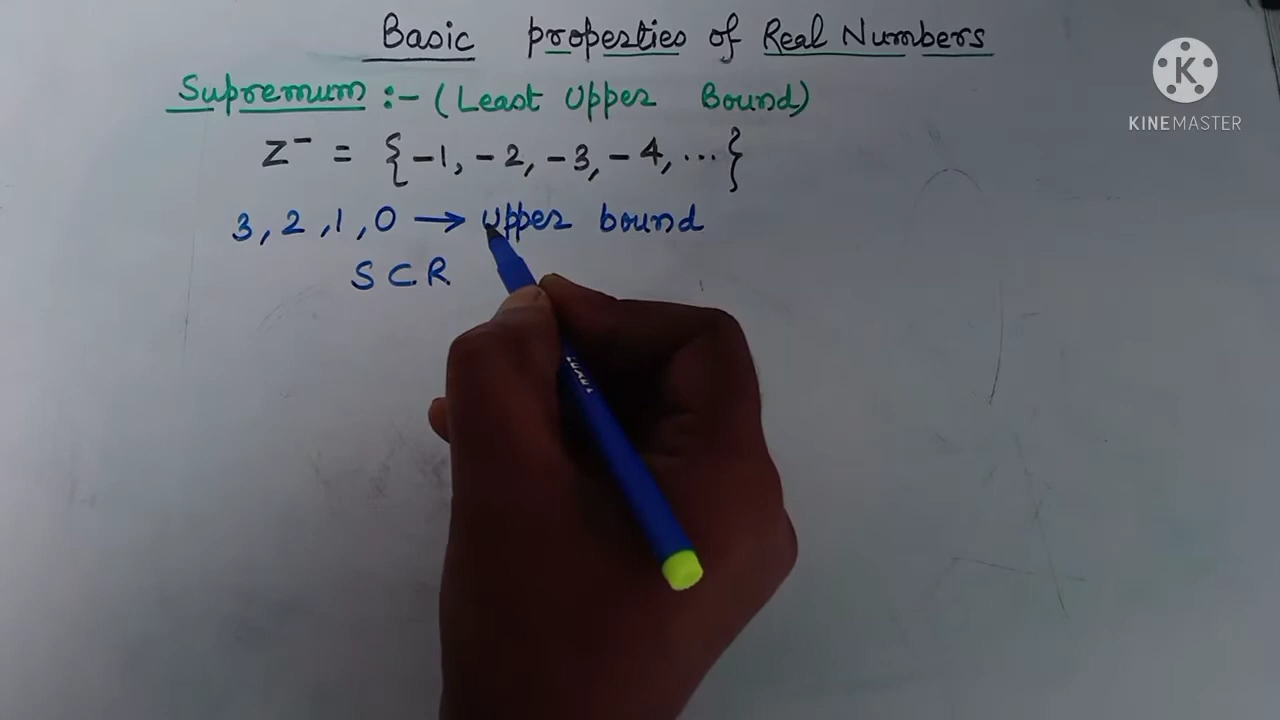 Basic properties of Real Numbers
KINEMASTER
Supremum :- (Least Upper Bound)
Z⁻ = {-1, -2, -3, -4, ...}
3, 2, 1, 0 → upper bound
S ⊂ R